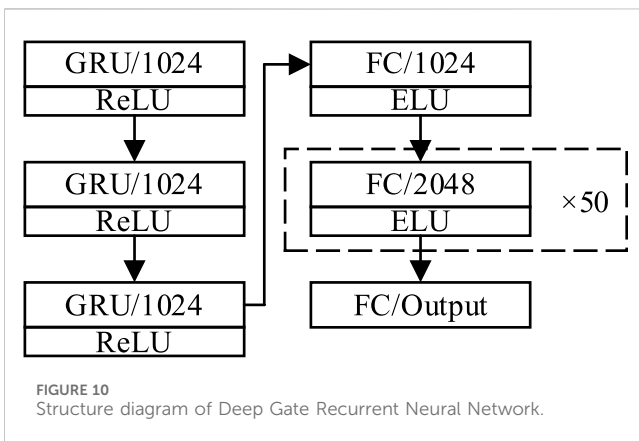 GRU/1024
ReLU
GRU/1024
ReLU
GRU/1024
ReLU
FC/1024
ELU
FC/2048
ELU
×50
FC/Output
FIGURE 10
Structure diagram of Deep Gate Recurrent Neural Network.